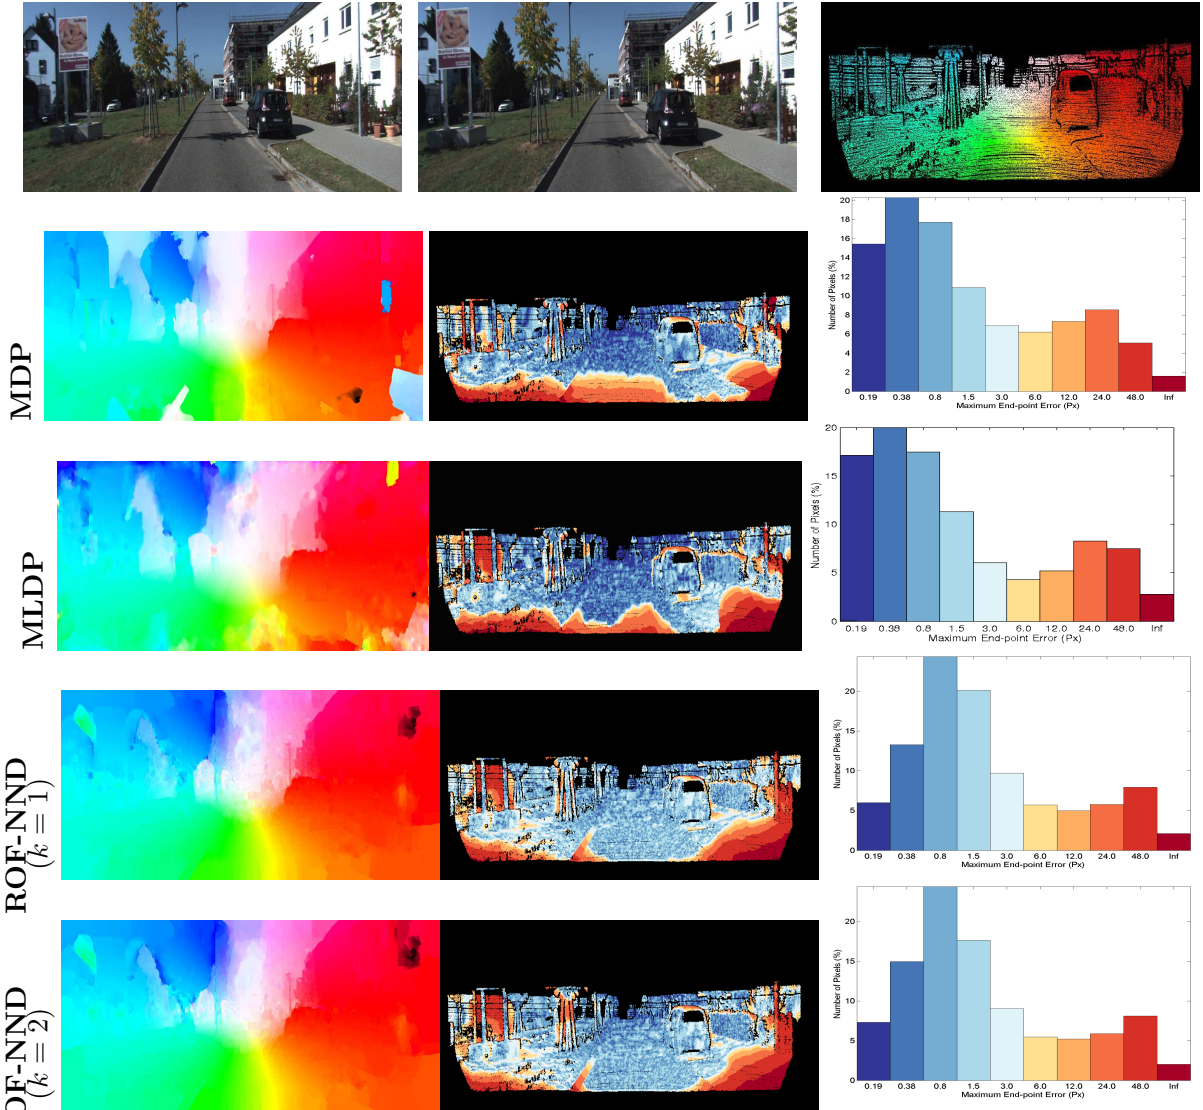 MDP
20
18
16
14
12
10
8
6
4
2
0
Number of Pixels (%)
0.19 0.38 0.8 1.5 3.0 6.0 12.0 24.0 48.0 Inf
Maximum End-point Error (Px)
MLDP
20
15
10
5
0
Number of Pixels (%)
0.19 0.38 0.8 1.5 3.0 6.0 12.0 24.0 48.0 Inf
Maximum End-point Error (Px)
ROF-NND
(k = 1)
20
15
10
5
0
Number of Pixels (%)
0.19 0.38 0.8 1.5 3.0 6.0 12.0 24.0 48.0 Inf
Maximum End-point Error (Px)
OF-NND
(k = 2)
20
15
10
5
0
Number of Pixels (%)
0.19 0.38 0.8 1.5 3.0 6.0 12.0 24.0 48.0 Inf
Maximum End-point Error (Px)